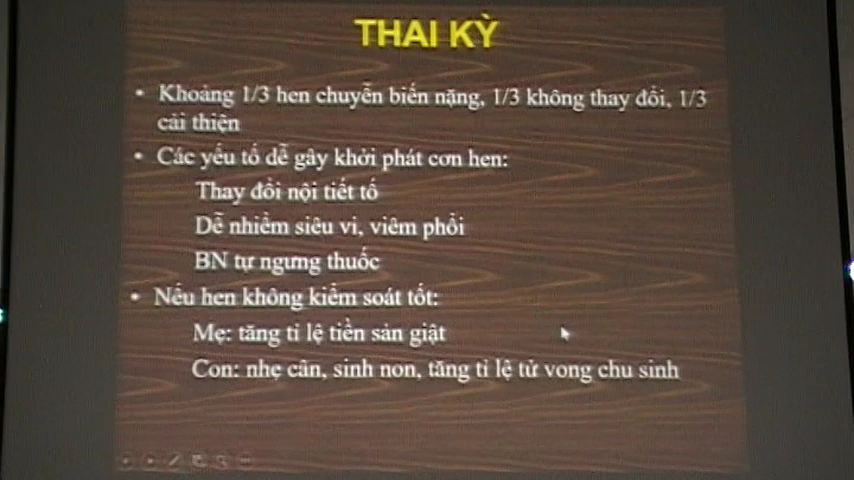 THAI KỲ
• Khoảng 1/3 hen chuyễn biến nặng, 1/3 không thay đổi, 1/3
cải thiện
• Các yếu tố dễ gây khởi phát cơn hen:
Thay đổi nội tiết tố
Dễ nhiễm siêu vi, viêm phổi
BN tự ngưng thuốc
• Nếu hen không kiểm soát tốt:
Mẹ: tăng tỉ lệ tiền sản giật
Con: nhẹ cân, sinh non, tăng tỉ lệ tử vong chu sinh